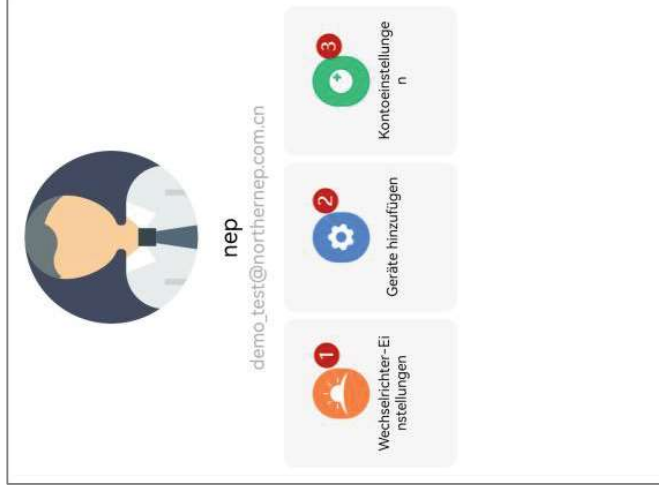 nep
demo_test@northernep.com.cn
1
Wechselrichter-Ei
nstellungen
2
Geräte hinzufügen
3
Kontoeinstellunge
n